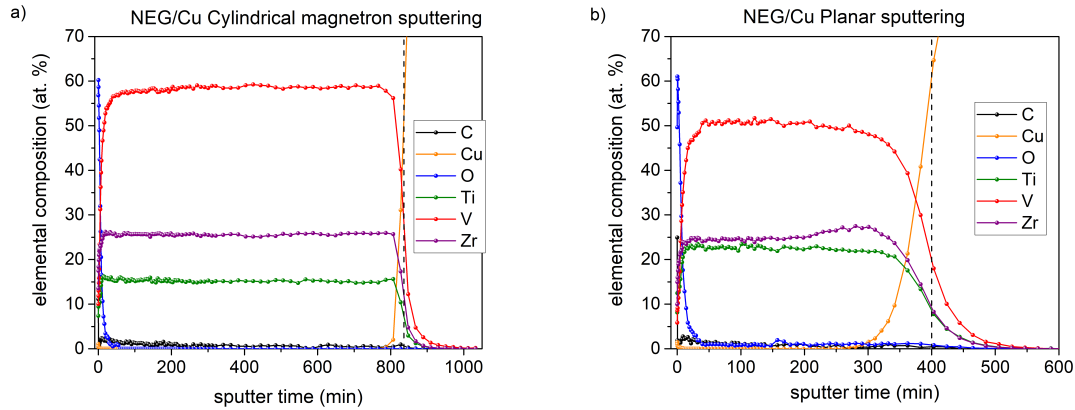 a)
NEG/Cu Cylindrical magnetron sputtering
70
60
50
40
30
20
10
0
elemental composition (at. %)
C
Cu
O
Ti
V
Zr
0 200 400 600 800 1000
sputter time (min)
b)
NEG/Cu Planar sputtering
70
60
50
40
30
20
10
0
elemental composition (at. %)
C
Cu
O
Ti
V
Zr
0 100 200 300 400 500 600
sputter time (min)